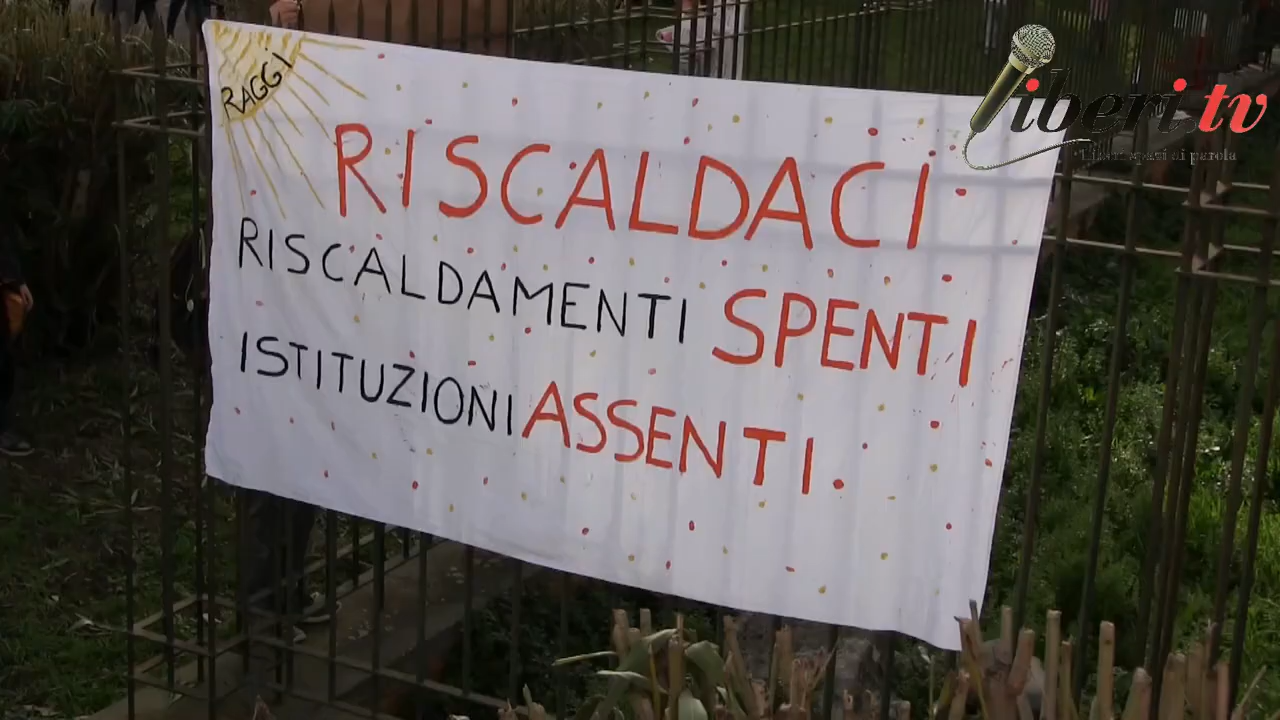 RAGGI
RISCALDACI
RISCALDAMENTI SPENTI
ISTITUZIONI ASSENTI.
liberi.tv